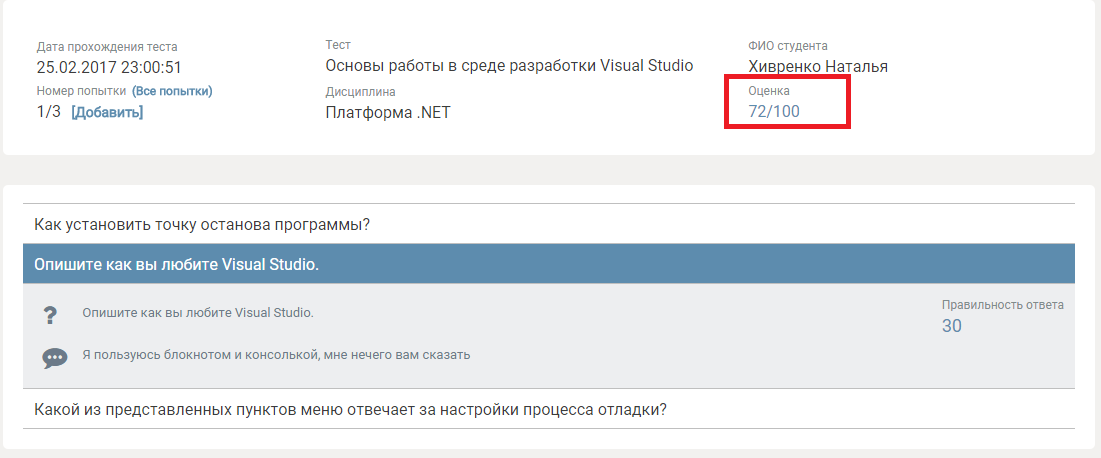 Дата прохождения теста
25.02.2017 23:00:51
Номер попытки (Все попытки)
1/3 [Добавить]
Тест
Основы работы в среде разработки Visual Studio
Дисциплина
Платформа .NET
ФИО студента
Хивренко Наталья
Оценка
72/100
Как установить точку останова программы?
Опишите как вы любите Visual Studio.
Опишите как вы любите Visual Studio.
Правильность ответа
30
Я пользуюсь блокнотом и консолькой, мне нечего вам сказать
Какой из представленных пунктов меню отвечает за настройки процесса отладки?